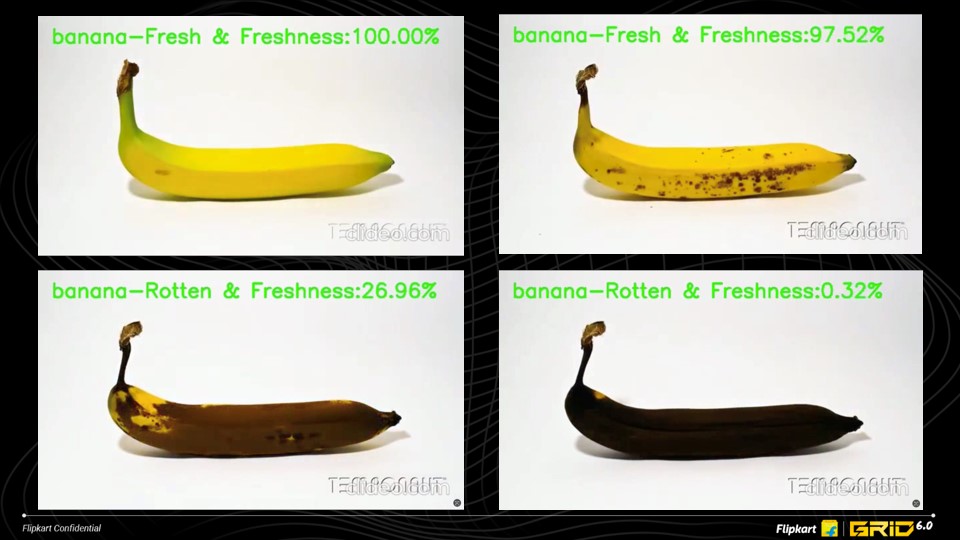 banana-Fresh & Freshness:100.00%
banana-Fresh & Freshness:97.52%
TEMPONAUT
clideo.com
TEMPONAUT
clideo.com
banana-Rotten & Freshness:26.96%
banana-Rotten & Freshness:0.32%
TEMPONAUT
clideo.com
TEMPONAUT
clideo.com
Flipkart Confidential
Flipkart GRiD 6.0